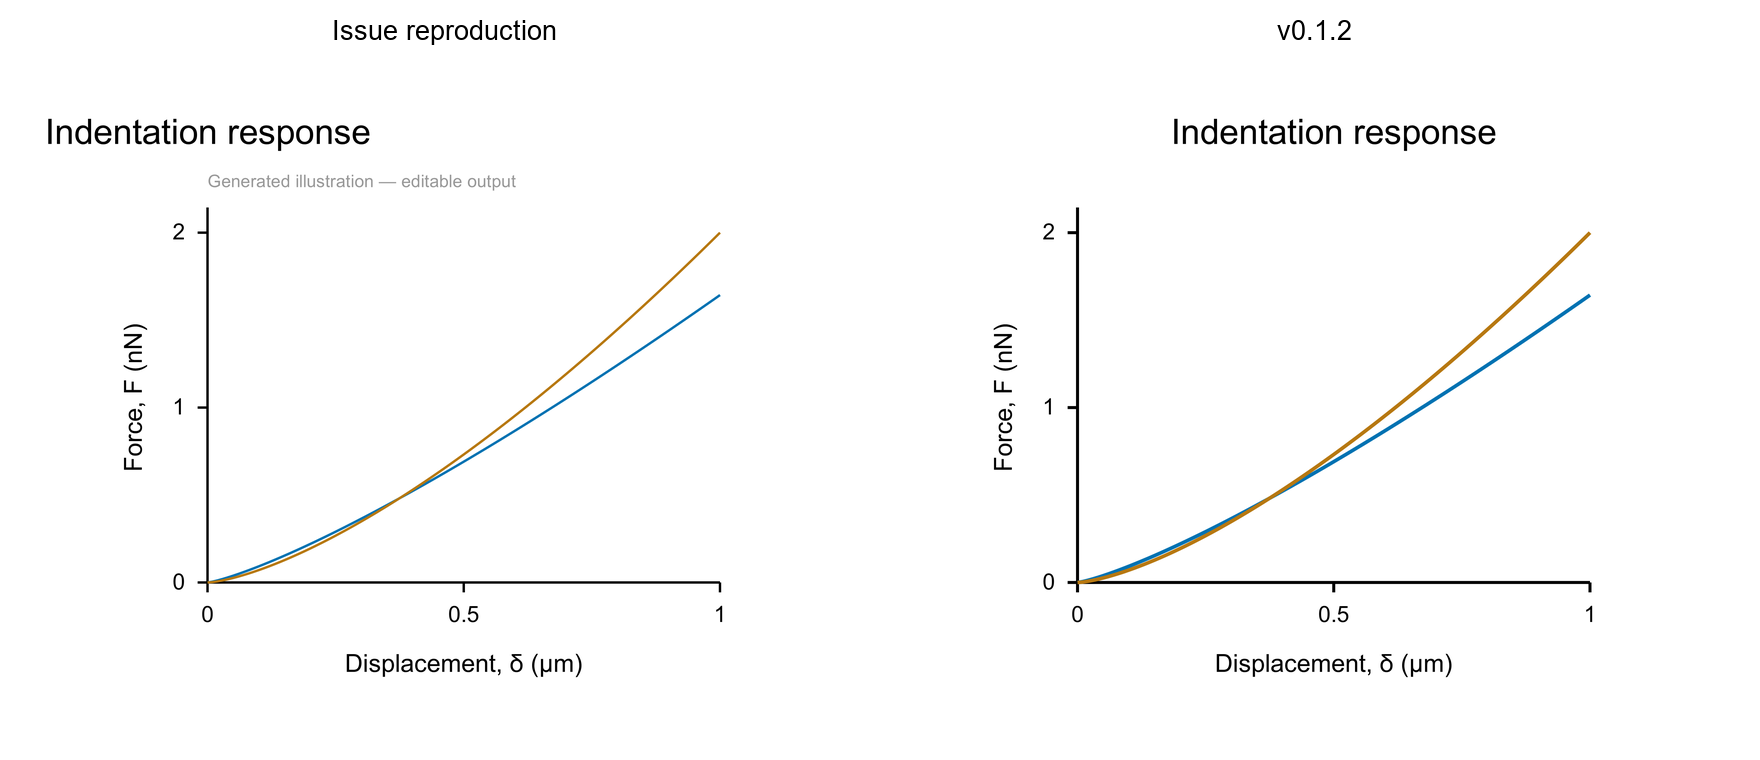 Issue reproduction
Indentation response
Generated illustration — editable output
2
1
0
0 0.5 1
Force, F (nN)
Displacement, δ (µm)
v0.1.2
Indentation response
2
1
0
0 0.5 1
Force, F (nN)
Displacement, δ (µm)